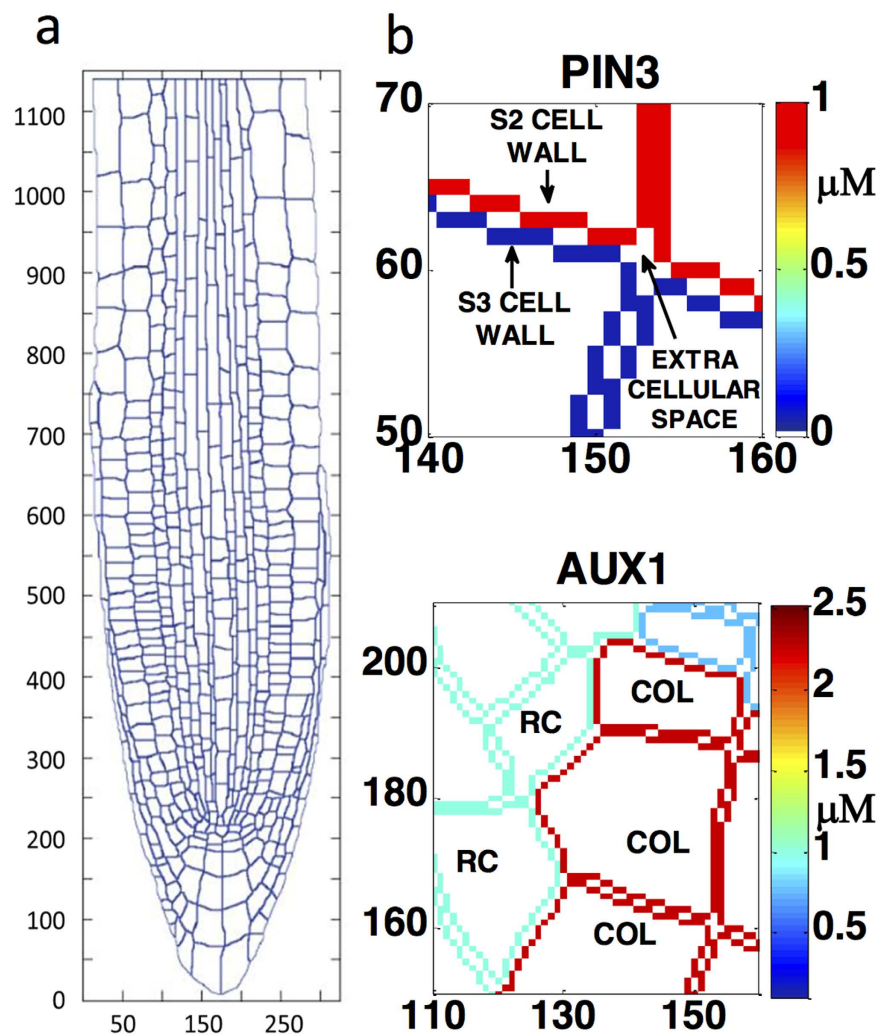 a
1100
1000
900
800
700
600
500
400
300
200
100
0
50 150 250
b
PIN3
70
60
50
140 150 160
S2 CELL
WALL
S3 CELL
WALL
EXTRA
CELLULAR
SPACE
1
μM
0.5
0
AUX1
200
180
160
110 130 150
COL
RC
COL
RC
COL
2.5
2
1.5
μM
1
0.5
0